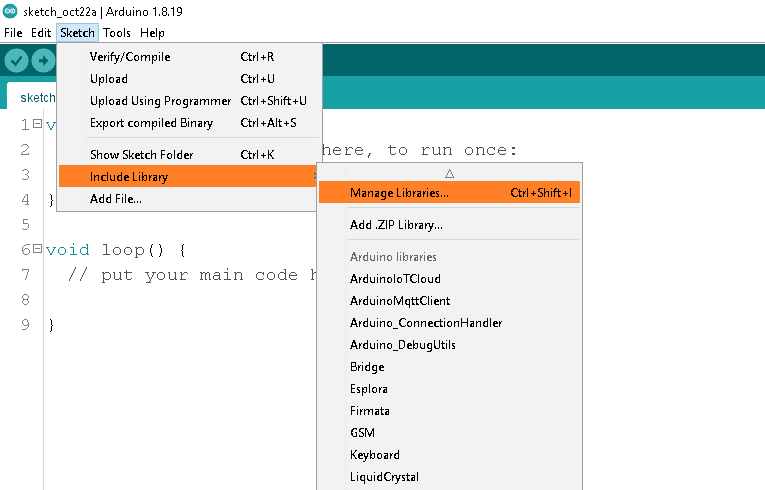 sketch_oct22a | Arduino 1.8.19
File Edit Sketch Tools Help
sketch
Verify/Compile Ctrl+R
Upload Ctrl+U
Upload Using Programmer Ctrl+Shift+U
Export compiled Binary Ctrl+Alt+S
Show Sketch Folder Ctrl+K
Include Library
Add File...
Manage Libraries... Ctrl+Shift+I
Add .ZIP Library...
Arduino libraries
ArduinoIoTCloud
ArduinoMqttClient
Arduino_ConnectionHandler
Arduino_DebugUtils
Bridge
Esplora
Firmata
GSM
Keyboard
LiquidCrystal
1 v
2 here, to run once:
3
4 }
5
6 void loop() {
7 // put your main code h
8
9 }